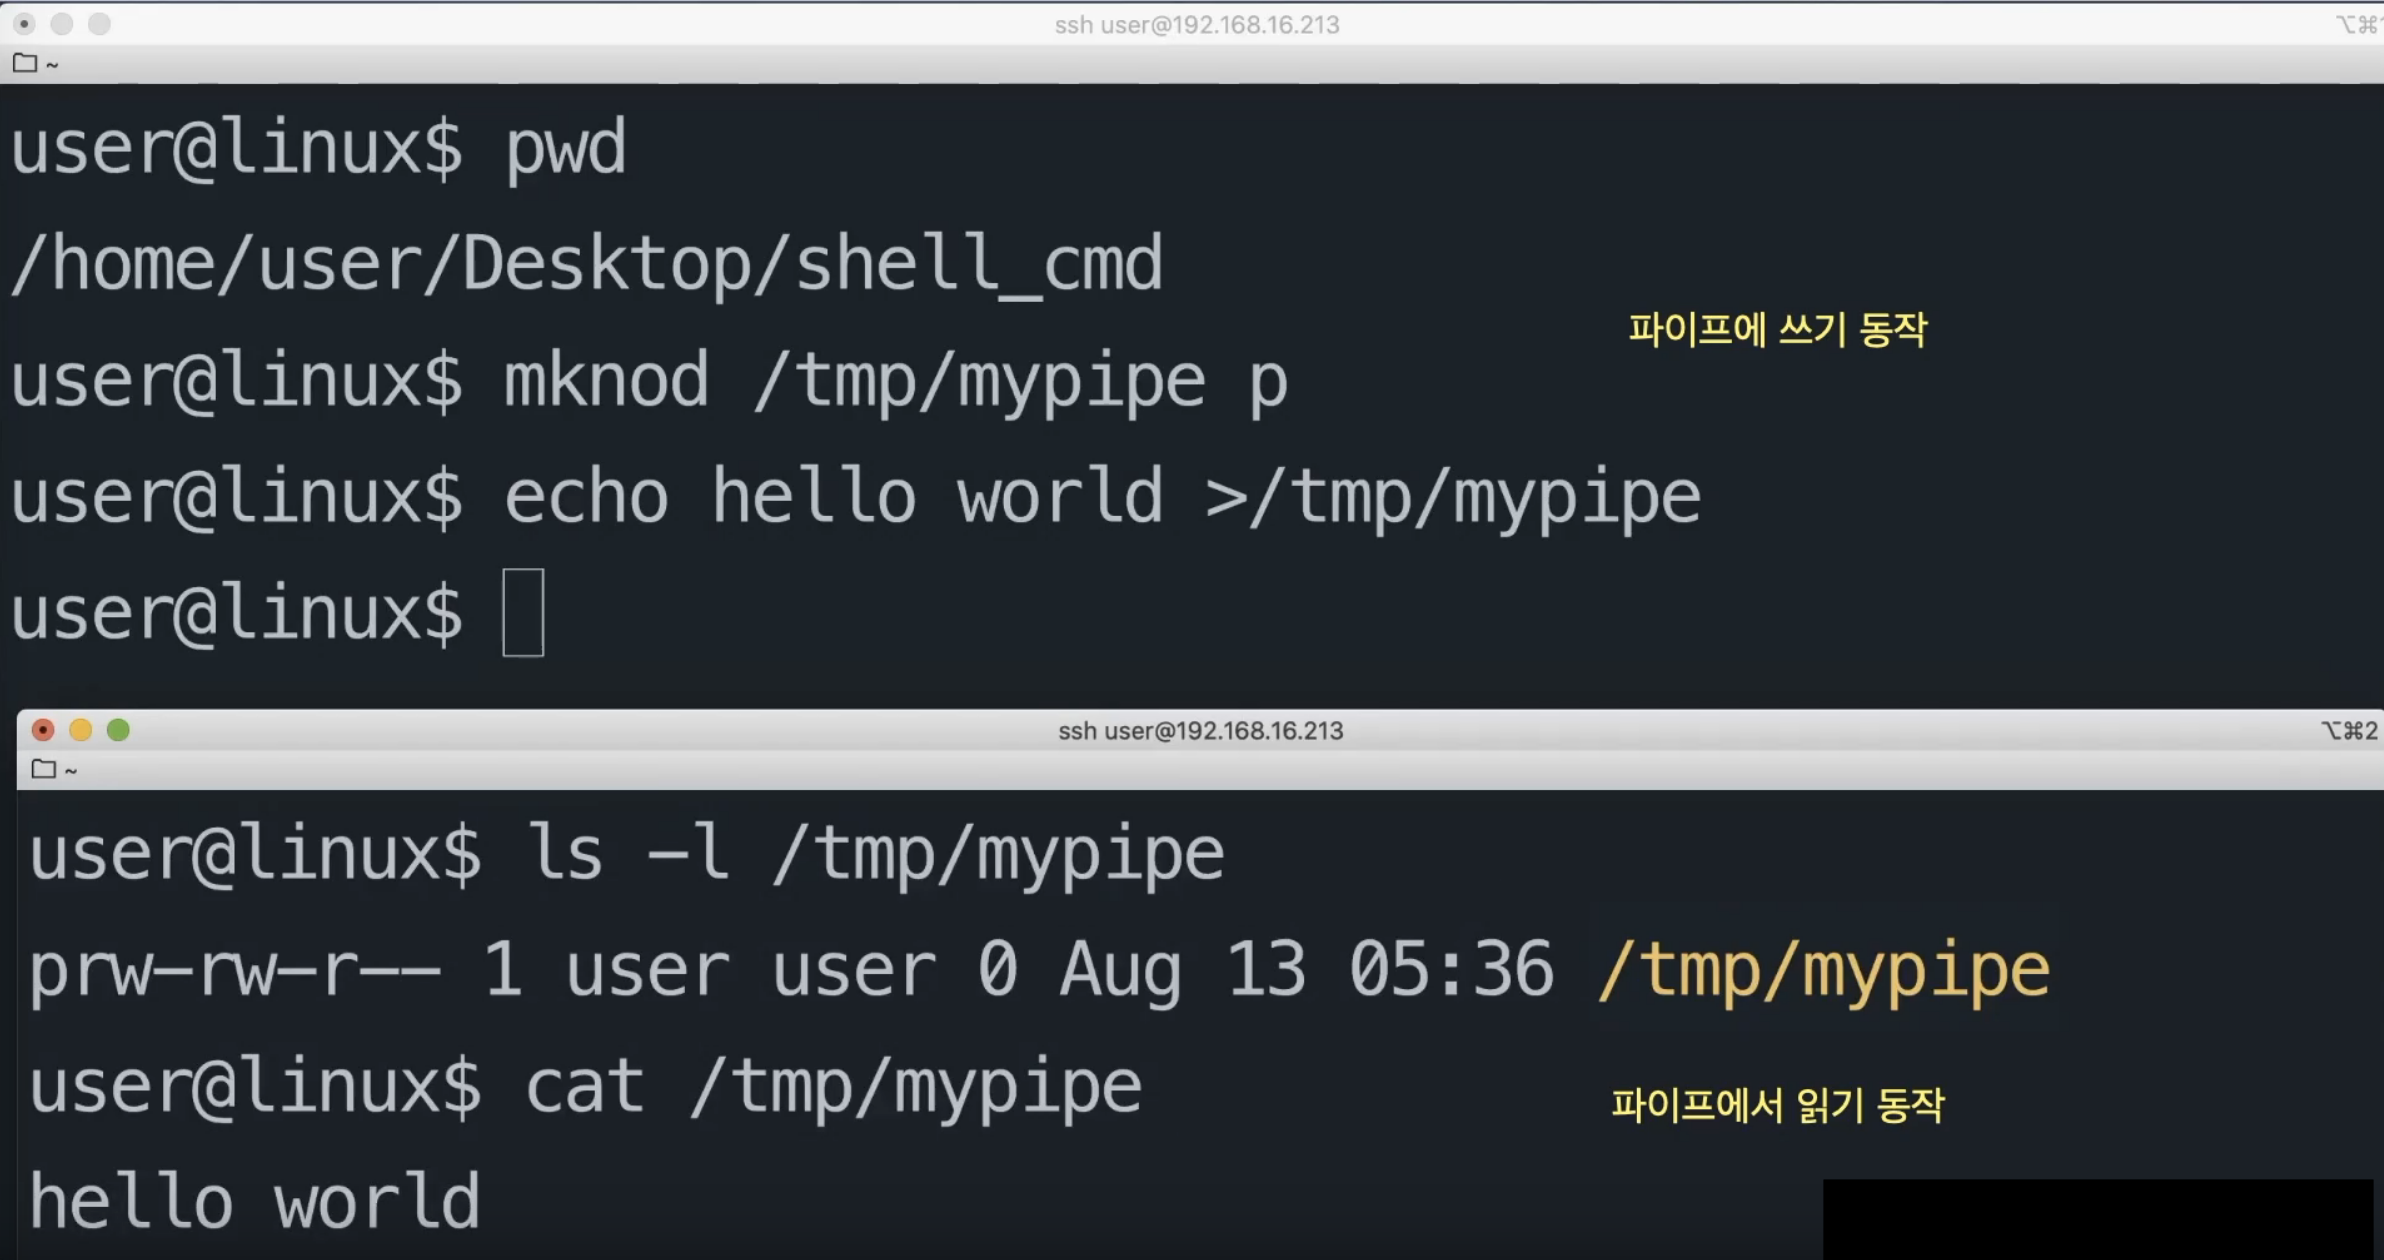 ssh user@192.168.16.213
~
user@linux$ pwd
/home/user/Desktop/shell_cmd
파이프에 쓰기 동작
user@linux$ mknod /tmp/mypipe p
user@linux$ echo hello world >/tmp/mypipe
user@linux$
ssh user@192.168.16.213 ⌥⌘2
~
user@linux$ ls -l /tmp/mypipe
prw-rw-r-- 1 user user 0 Aug 13 05:36 /tmp/mypipe
user@linux$ cat /tmp/mypipe
파이프에서 읽기 동작
hello world